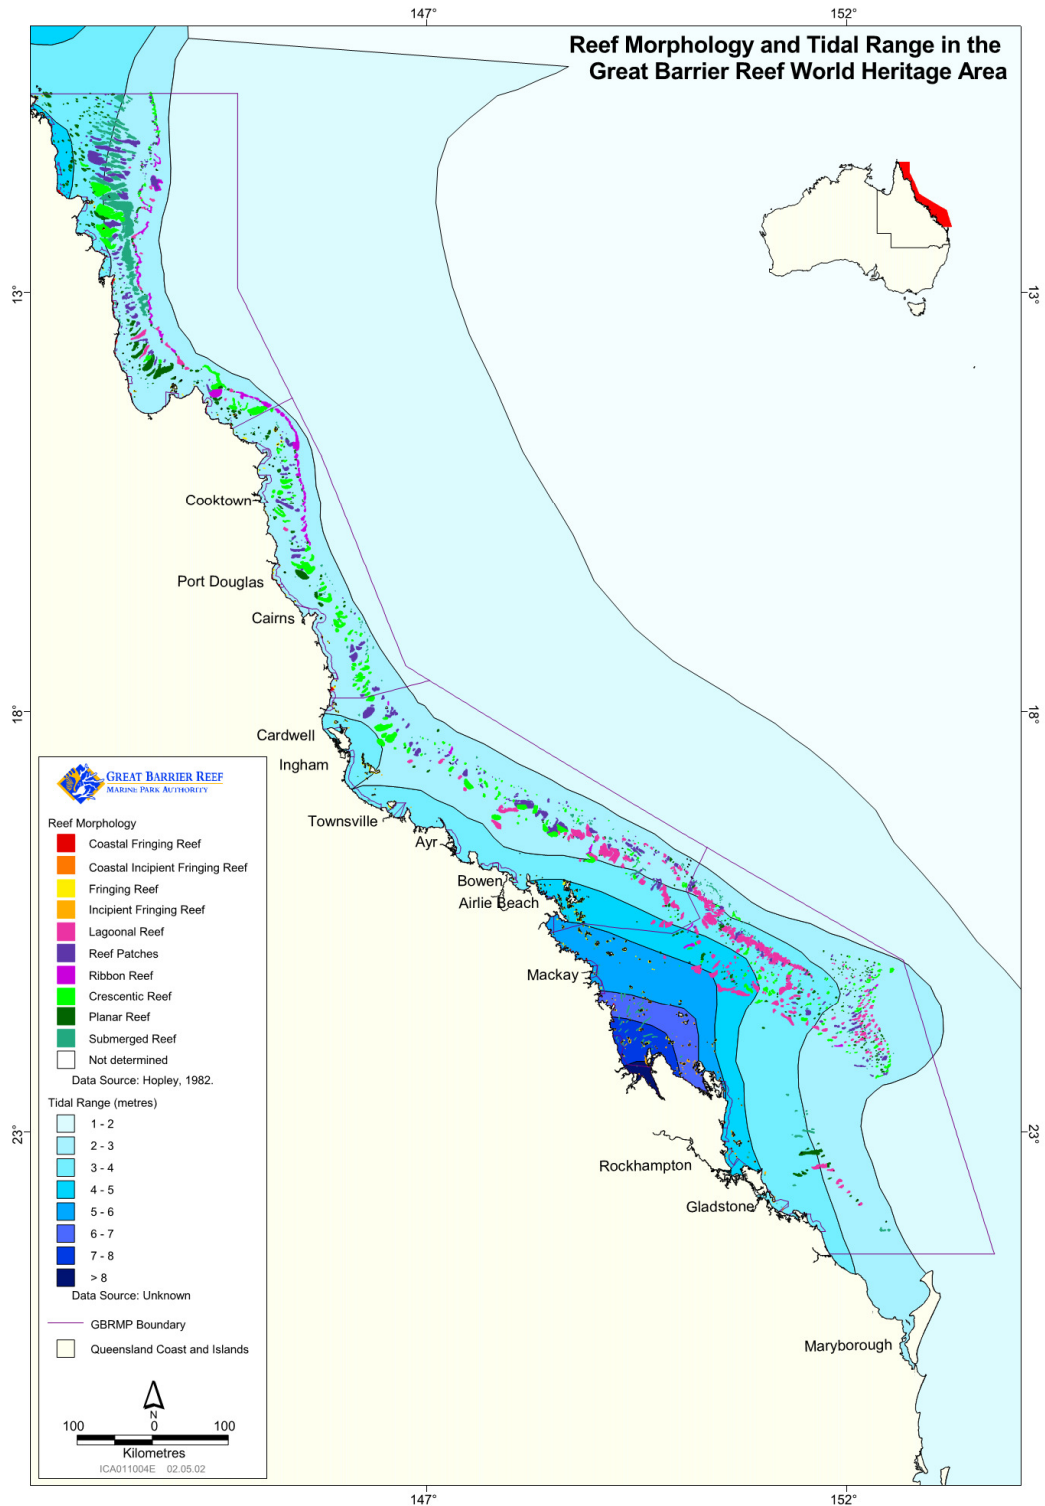 147°
152°
Reef Morphology and Tidal Range in the
Great Barrier Reef World Heritage Area
13°
13°
Cooktown
Port Douglas
Cairns
18°
18°
Cardwell
Ingham
Townsville
Ayr
Bowen
Airlie Beach
Mackay
23°
23°
Rockhampton
Gladstone
Maryborough
GREAT BARRIER REEF
MARINE PARK AUTHORITY
Reef Morphology
Coastal Fringing Reef
Coastal Incipient Fringing Reef
Fringing Reef
Incipient Fringing Reef
Lagoonal Reef
Reef Patches
Ribbon Reef
Crescentic Reef
Planar Reef
Submerged Reef
Not determined
Data Source: Hopley, 1982.
Tidal Range (metres)
1 - 2
2 - 3
3 - 4
4 - 5
5 - 6
6 - 7
7 - 8
> 8
Data Source: Unknown
GBRMP Boundary
Queensland Coast and Islands
N
100 0 100
Kilometres
ICA011004E 02.05.02
147°
152°